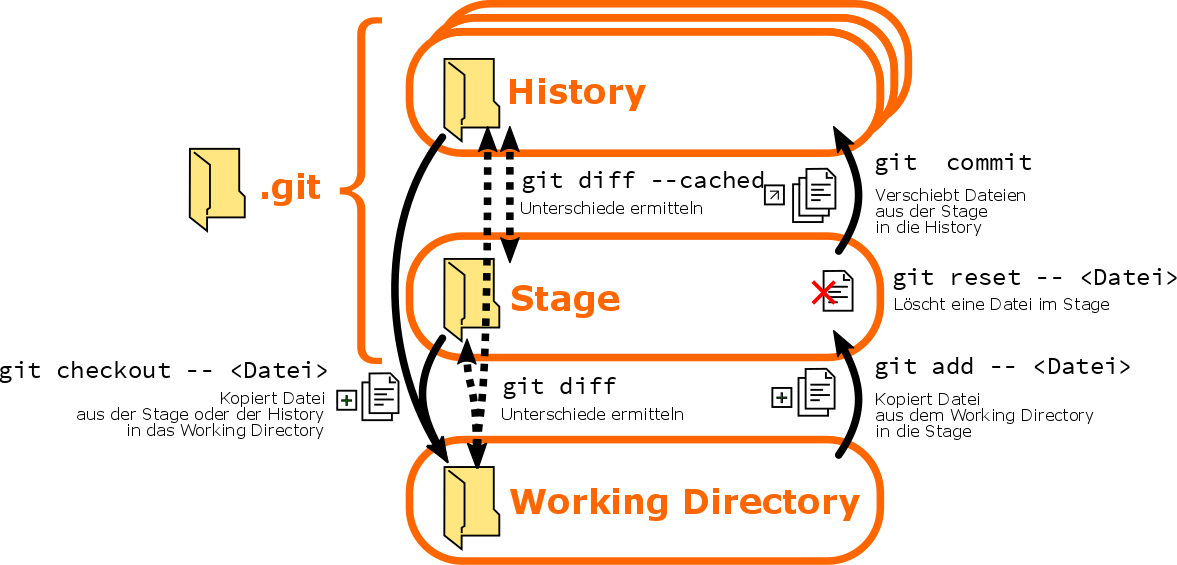 History
.git
git commit
Verschiebt Dateien
aus der Stage
in die History
git diff --cached
Unterschiede ermitteln
Stage
git reset -- <Datei>
Löscht eine Datei im Stage
git checkout -- <Datei>
Kopiert Datei
aus der Stage oder der History
in das Working Directory
git diff
Unterschiede ermitteln
git add -- <Datei>
Kopiert Datei
aus dem Working Directory
in die Stage
Working Directory